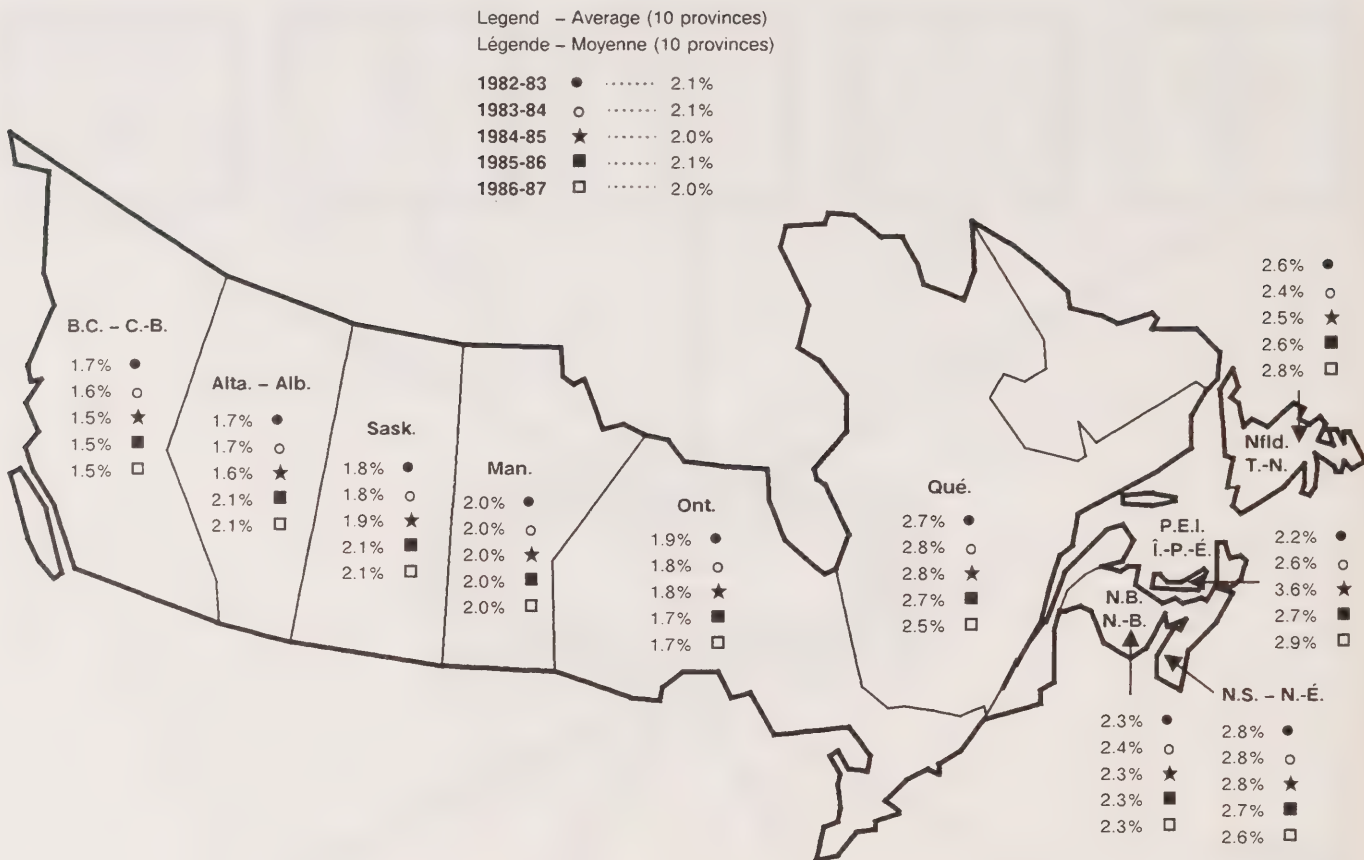 Legend – Average (10 provinces)
Légende – Moyenne (10 provinces)
1982-83 ● ...... 2.1%
1983-84 ○ ...... 2.1%
1984-85 ★ ...... 2.0%
1985-86 ■ ...... 2.1%
1986-87 □ ...... 2.0%
B.C. – C.-B.
1.7% ●
1.6% ○
1.5% ★
1.5% ■
1.5% □
Alta. – Alb.
1.7% ●
1.7% ○
1.6% ★
2.1% ■
2.1% □
Sask.
1.8% ●
1.8% ○
1.9% ★
2.1% ■
2.1% □
Man.
2.0% ●
2.0% ○
2.0% ★
2.0% ■
2.0% □
Ont.
1.9% ●
1.8% ○
1.8% ★
1.7% ■
1.7% □
Qué.
2.7% ●
2.8% ○
2.8% ★
2.7% ■
2.5% □
2.6% ●
2.4% ○
2.5% ★
2.6% ■
2.8% □
Nfld.
T.-N.
P.E.I.
Î.-P.-É.
2.2% ●
2.6% ○
3.6% ★
2.7% ■
2.9% □
N.B.
N.-B.
2.3% ●
2.4% ○
2.3% ★
2.3% ■
2.3% □
N.S. – N.-É.
2.8% ●
2.8% ○
2.8% ★
2.7% ■
2.6% □